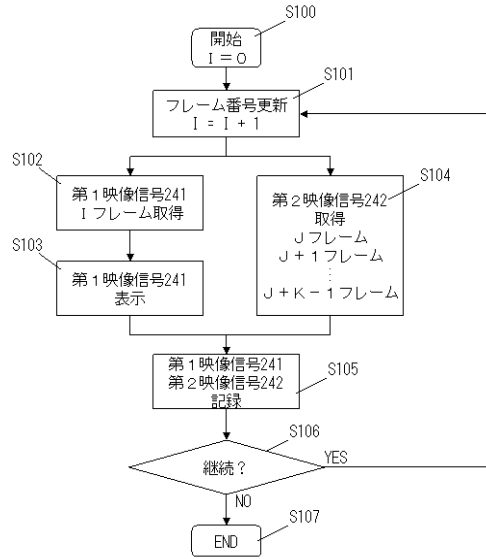 S100
開始
I＝0
S101
フレーム番号更新
I = I + 1
S102
第1映像信号241
Iフレーム取得
S104
第2映像信号242
取得
Jフレーム
J＋1フレーム
⋮
J＋K－1フレーム
S103
第1映像信号241
表示
S105
第1映像信号241
第2映像信号242
記録
S106
継続？
YES
NO
S107
END